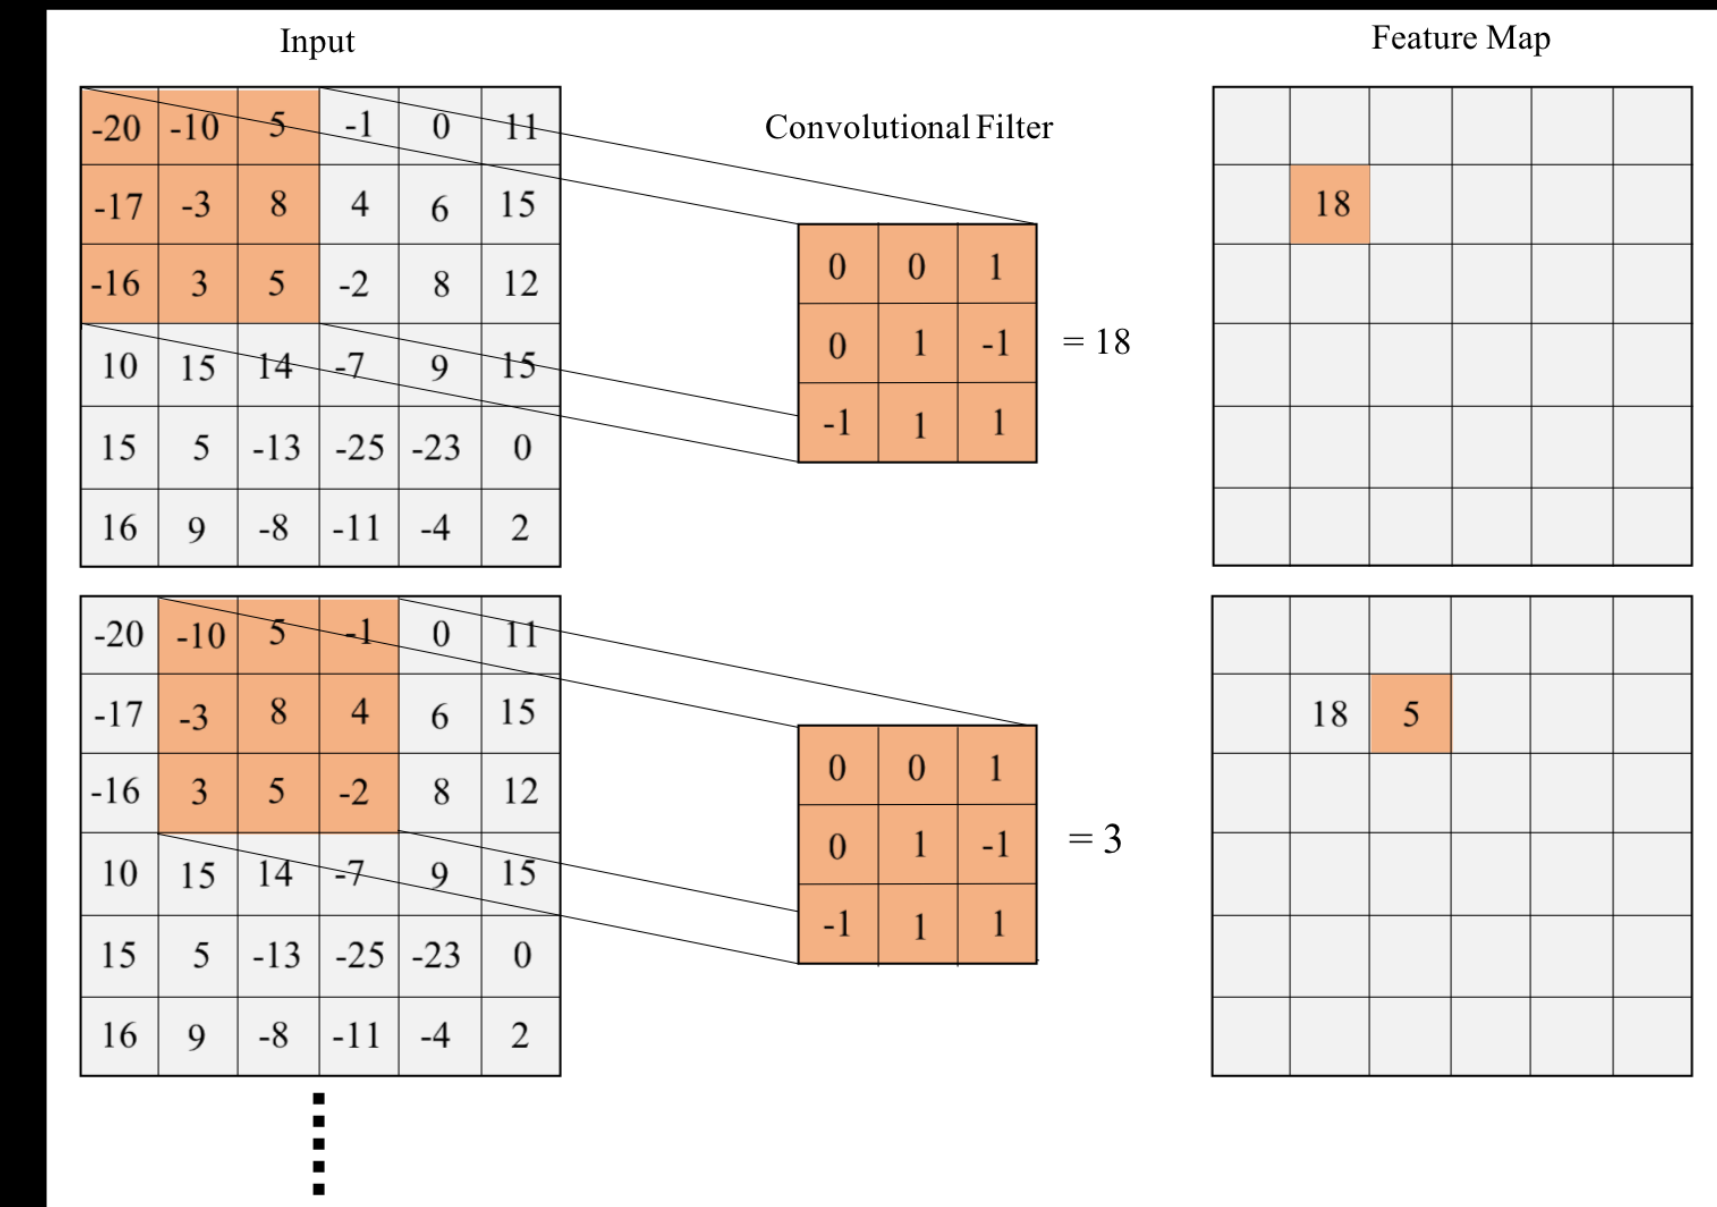 Input
Feature Map
Convolutional Filter
-20 -10 5 -1 0 11
-17 -3 8 4 6 15
-16 3 5 -2 8 12
10 15 14 -7 9 15
15 5 -13 -25 -23 0
16 9 -8 -11 -4 2
0 0 1
0 1 -1
-1 1 1
= 18
18
-20 -10 5 -1 0 11
-17 -3 8 4 6 15
-16 3 5 -2 8 12
10 15 14 -7 9 15
15 5 -13 -25 -23 0
16 9 -8 -11 -4 2
0 0 1
0 1 -1
-1 1 1
= 3
18 5